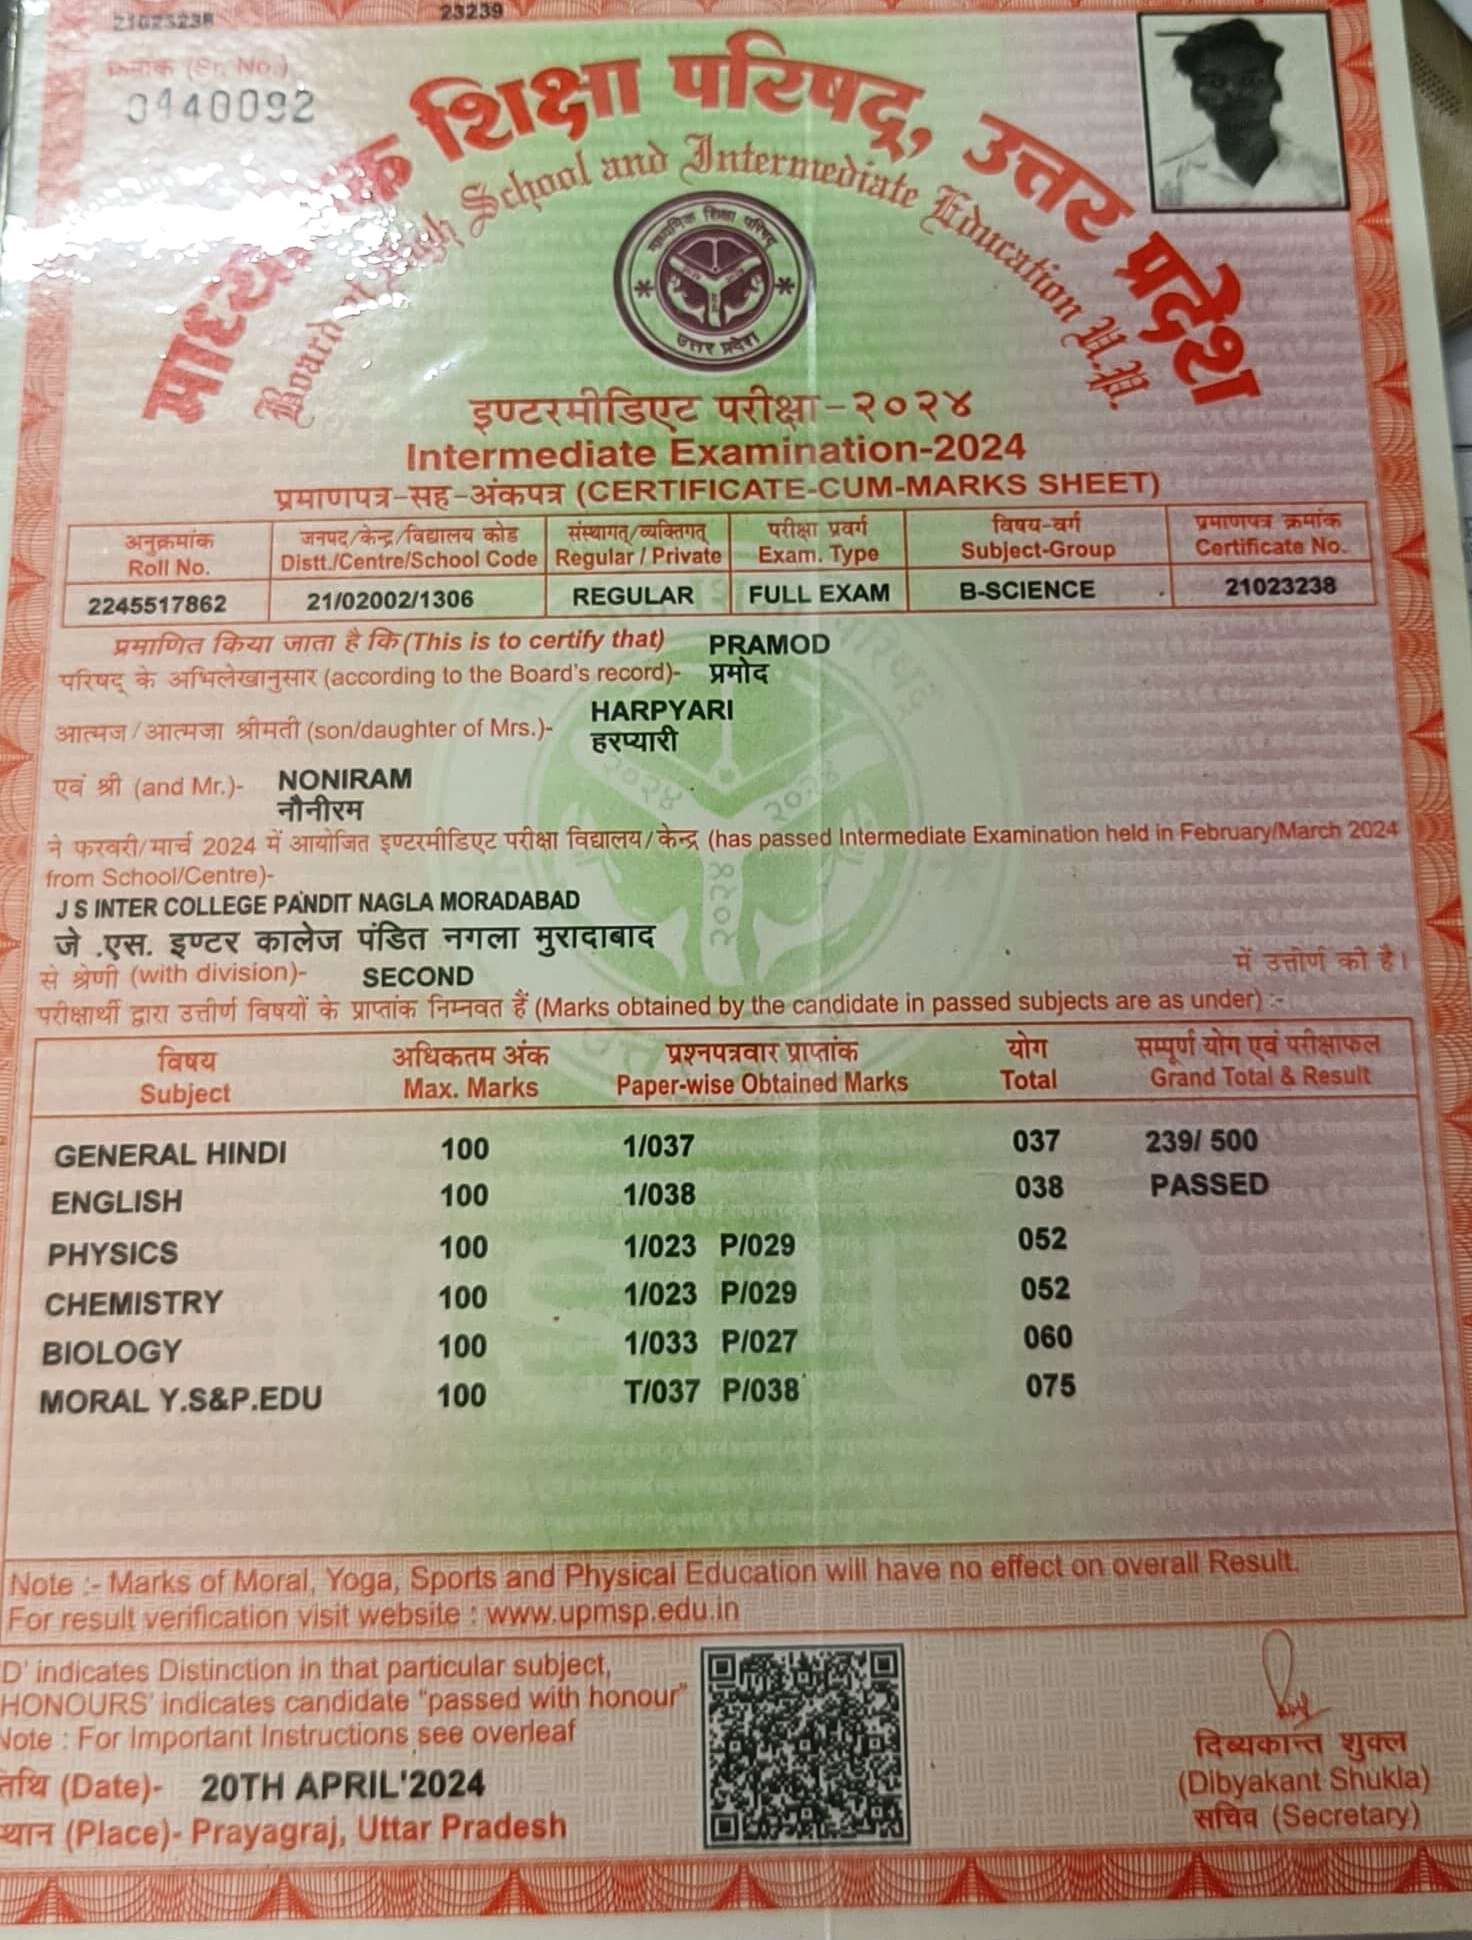 21023238
23239
क्रमांक (Sr. No.)
0440092
शिक्षा परिषद्, उत्तर प्रदेश
Board of High School and Intermediate Education U.P.
माध्यमिक शिक्षा परिषद्
उत्तर प्रदेश
इण्टरमीडिएट परीक्षा-२०२४
Intermediate Examination-2024
प्रमाणपत्र-सह-अंकपत्र (CERTIFICATE-CUM-MARKS SHEET)
अनुक्रमांक जनपद/केन्द्र/विद्यालय कोड संस्थागत्/व्यक्तिगत् परीक्षा प्रवर्ग विषय-वर्ग प्रमाणपत्र क्रमांक
Roll No. Distt./Centre/School Code Regular / Private Exam. Type Subject-Group Certificate No.
2245517862 21/02002/1306 REGULAR FULL EXAM B-SCIENCE 21023238
प्रमाणित किया जाता है कि(This is to certify that) PRAMOD
परिषद् के अभिलेखानुसार (according to the Board's record)- प्रमोद
HARPYARI
आत्मज/आत्मजा श्रीमती (son/daughter of Mrs.)- हरप्यारी
एवं श्री (and Mr.)- NONIRAM
नौनीरम
ने फरवरी/मार्च 2024 में आयोजित इण्टरमीडिएट परीक्षा विद्यालय/केन्द्र (has passed Intermediate Examination held in February/March 2024
from School/Centre)-
J S INTER COLLEGE PANDIT NAGLA MORADABAD
जे .एस. इण्टर कालेज पंडित नगला मुरादाबाद
से श्रेणी (with division)- SECOND में उत्तीर्ण की है।
परीक्षार्थी द्वारा उत्तीर्ण विषयों के प्राप्तांक निम्नवत हैं (Marks obtained by the candidate in passed subjects are as under) :-
विषय अधिकतम अंक प्रश्नपत्रवार प्राप्तांक योग सम्पूर्ण योग एवं परीक्षाफल
Subject Max. Marks Paper-wise Obtained Marks Total Grand Total & Result
GENERAL HINDI 100 1/037 037 239/ 500
ENGLISH 100 1/038 038 PASSED
PHYSICS 100 1/023 P/029 052
CHEMISTRY 100 1/023 P/029 052
BIOLOGY 100 1/033 P/027 060
MORAL Y.S&P.EDU 100 T/037 P/038 075
Note :- Marks of Moral, Yoga, Sports and Physical Education will have no effect on overall Result.
For result verification visit website : www.upmsp.edu.in
D' indicates Distinction in that particular subject,
HONOURS' indicates candidate "passed with honour"
Note : For Important Instructions see overleaf
तिथि (Date)- 20TH APRIL'2024
स्थान (Place)- Prayagraj, Uttar Pradesh
दिब्यकान्त शुक्ल
(Dibyakant Shukla)
सचिव (Secretary)